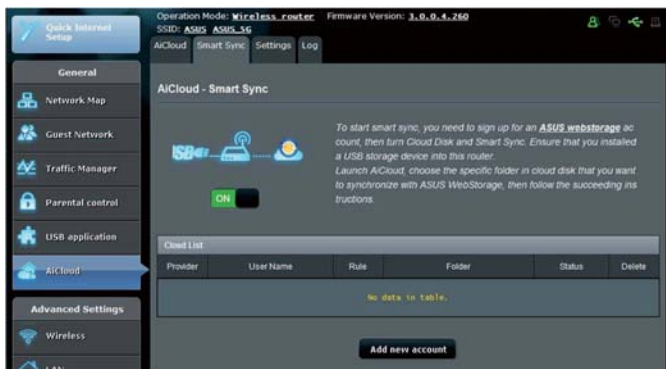 Operation Mode: Wireless router Firmware Version: 3.0.0.4.260
SSID: ASUS ASUS_5G
Quick Internet
Setup
AiCloud Smart Sync Settings Log
General
Network Map
Guest Network
Traffic Manager
Parental control
USB application
AiCloud
Advanced Settings
Wireless
LAN
AiCloud - Smart Sync
To start smart sync, you need to sign up for an ASUS webstorage ac
count, then turn Cloud Disk and Smart Sync. Ensure that you installed
a USB storage device into this router.
Launch AiCloud, choose the specific folder in cloud disk that you want
to synchronize with ASUS WebStorage, then follow the succeeding ins
tructions.
ON
Cloud List
Provider User Name Rule Folder Status Delete
No data in table.
Add new account